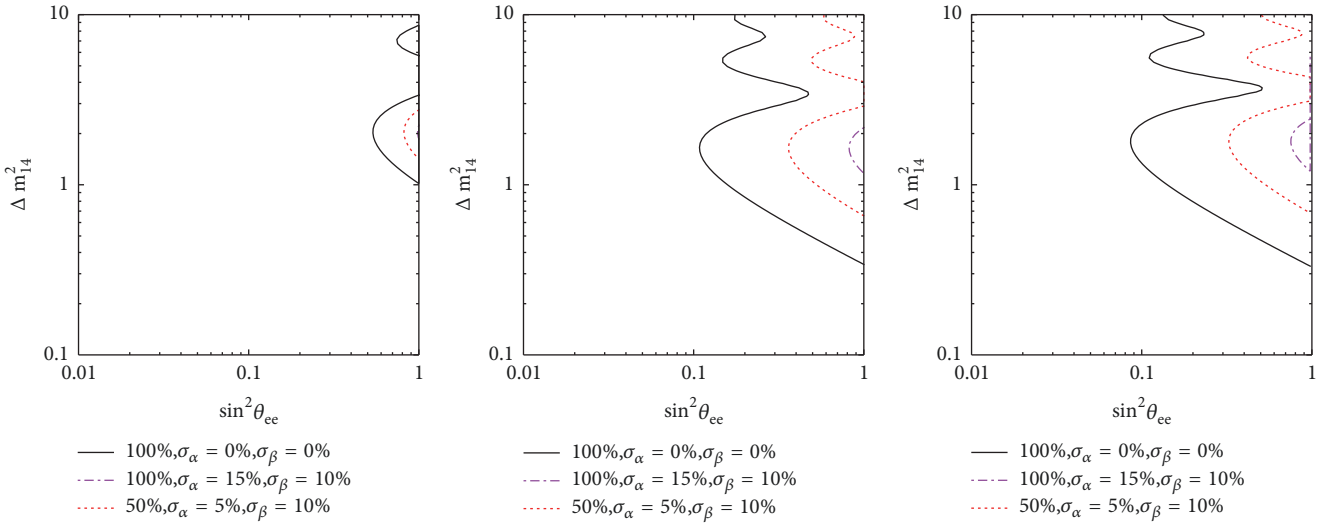 10
1
0.1
0.01
0.1
1
Δ m²₁₄
sin²θₑₑ
100%,σ_α = 0%,σ_β = 0%
100%,σ_α = 15%,σ_β = 10%
50%,σ_α = 5%,σ_β = 10%
10
1
0.1
0.01
0.1
1
Δ m²₁₄
sin²θₑₑ
100%,σ_α = 0%,σ_β = 0%
100%,σ_α = 15%,σ_β = 10%
50%,σ_α = 5%,σ_β = 10%
10
1
0.1
0.01
0.1
1
Δ m²₁₄
sin²θₑₑ
100%,σ_α = 0%,σ_β = 0%
100%,σ_α = 15%,σ_β = 10%
50%,σ_α = 5%,σ_β = 10%